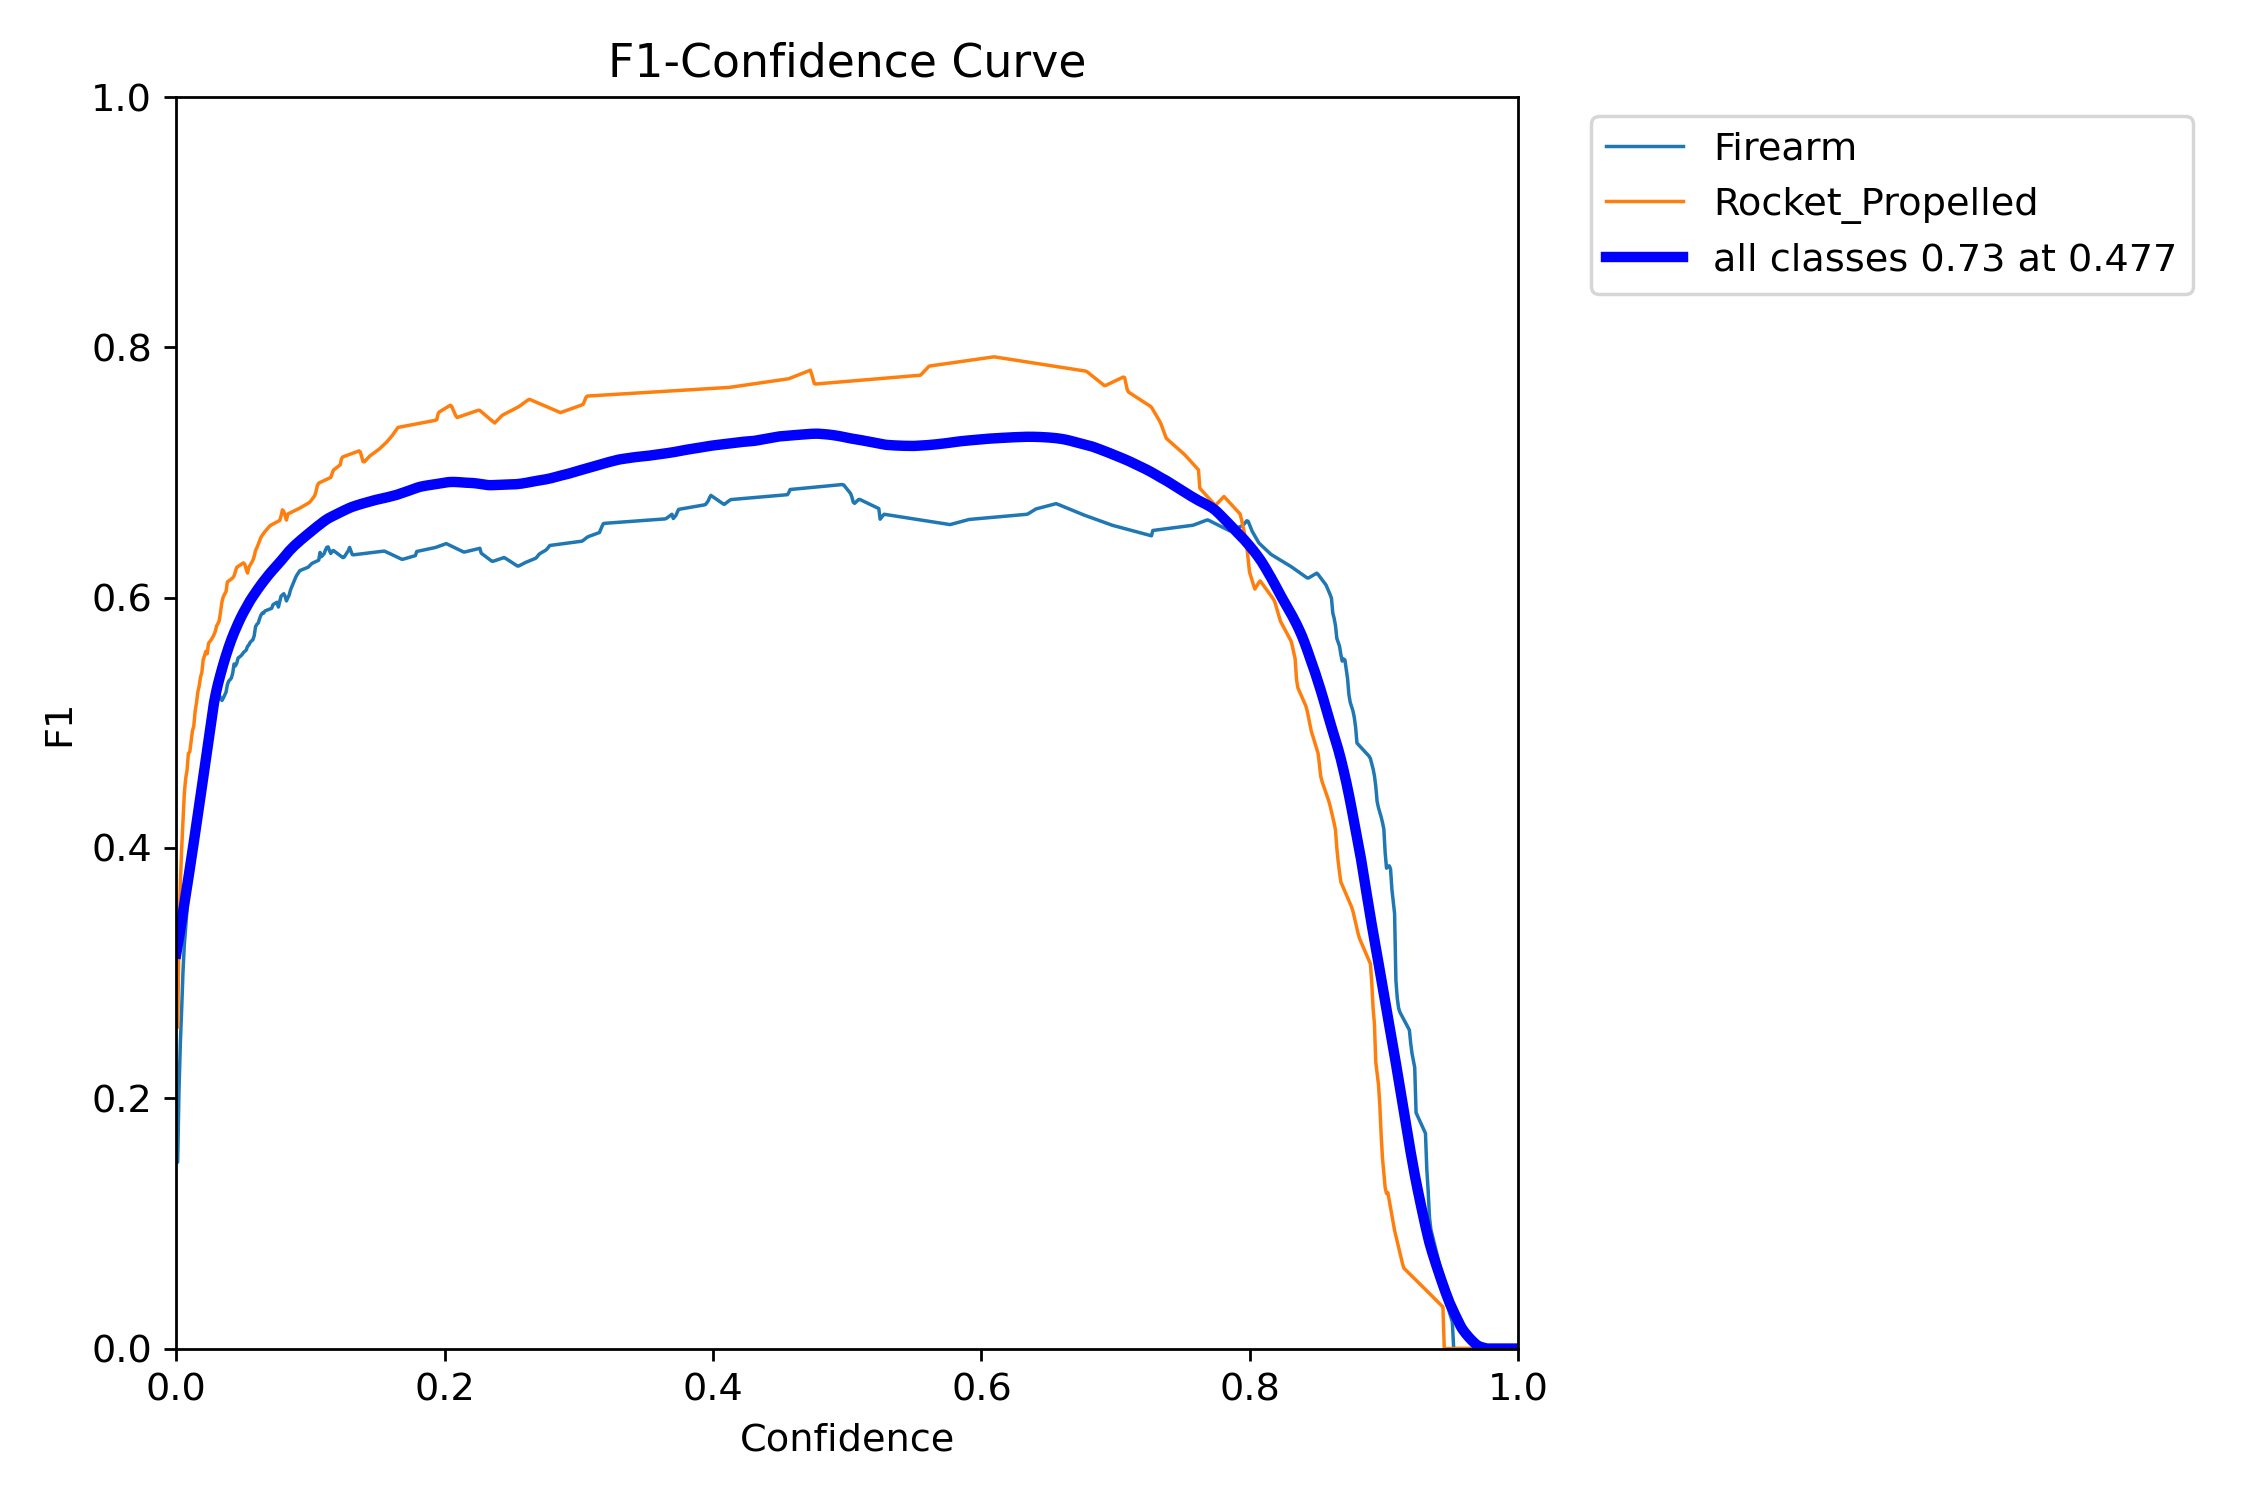 F1-Confidence Curve
1.0
0.8
0.6
0.4
0.2
0.0
F1
0.0 0.2 0.4 0.6 0.8 1.0
Confidence
Firearm
Rocket_Propelled
all classes 0.73 at 0.477